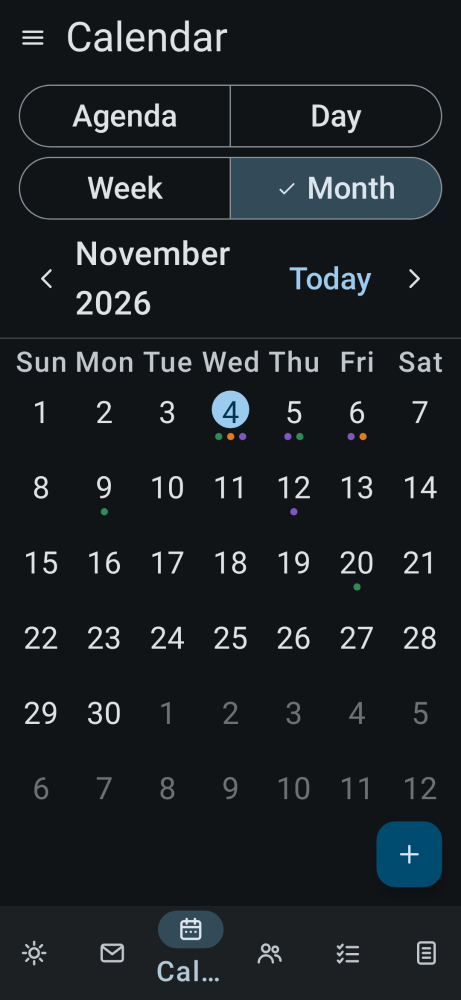 Calendar
Agenda Day
Week Month
November
2026
Today
Sun Mon Tue Wed Thu Fri Sat
1 2 3 4 5 6 7
8 9 10 11 12 13 14
15 16 17 18 19 20 21
22 23 24 25 26 27 28
29 30 1 2 3 4 5
6 7 8 9 10 11 12
Cal...